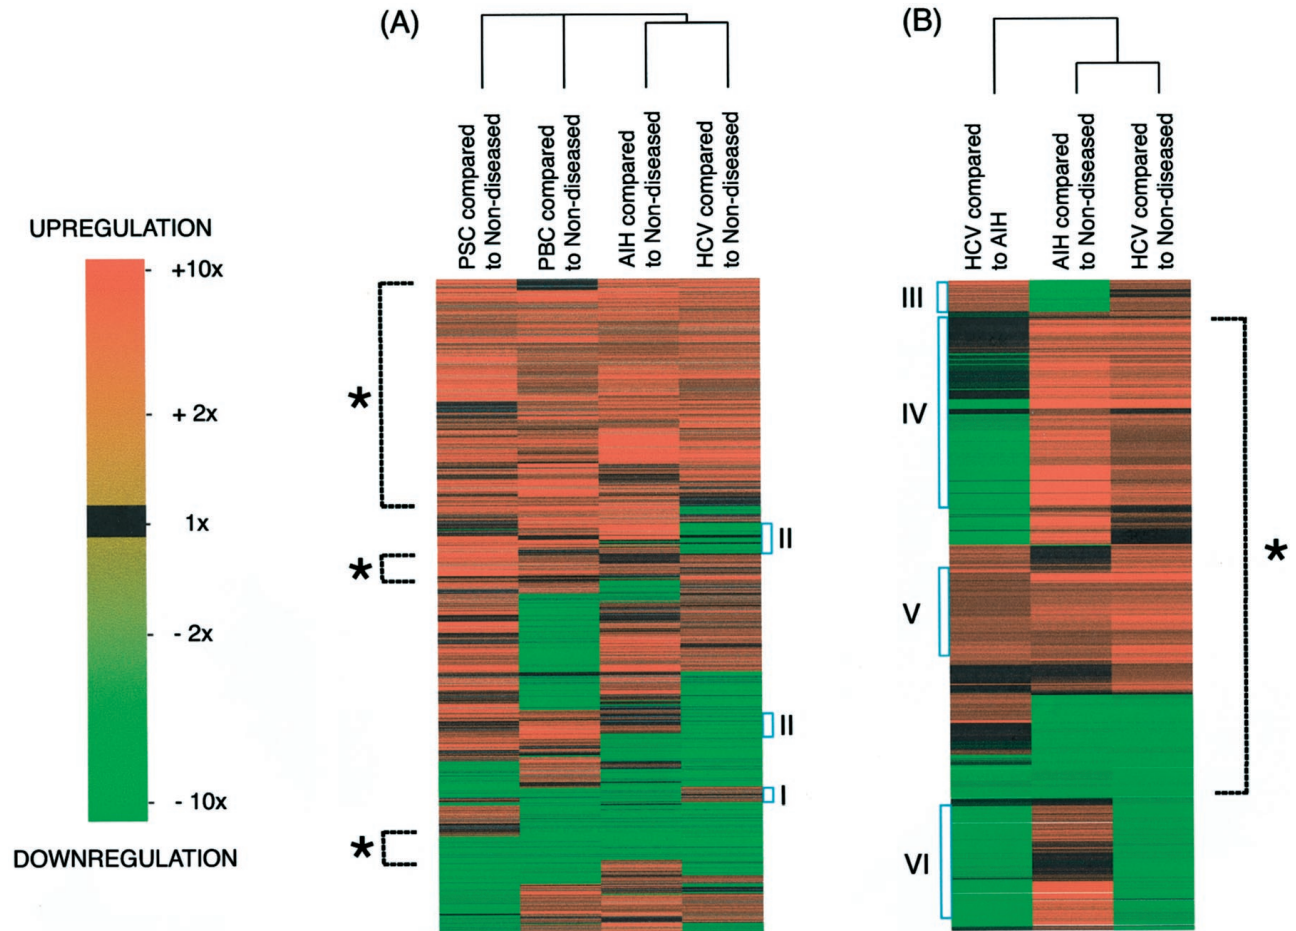 (A)
(B)
PSC compared
to Non-diseased
PBC compared
to Non-diseased
AIH compared
to Non-diseased
HCV compared
to Non-diseased
HCV compared
to AIH
AIH compared
to Non-diseased
HCV compared
to Non-diseased
UPREGULATION
+10x
+ 2x
1x
- 2x
- 10x
DOWNREGULATION
*
*
*
II
II
I
III
IV
V
VI
*